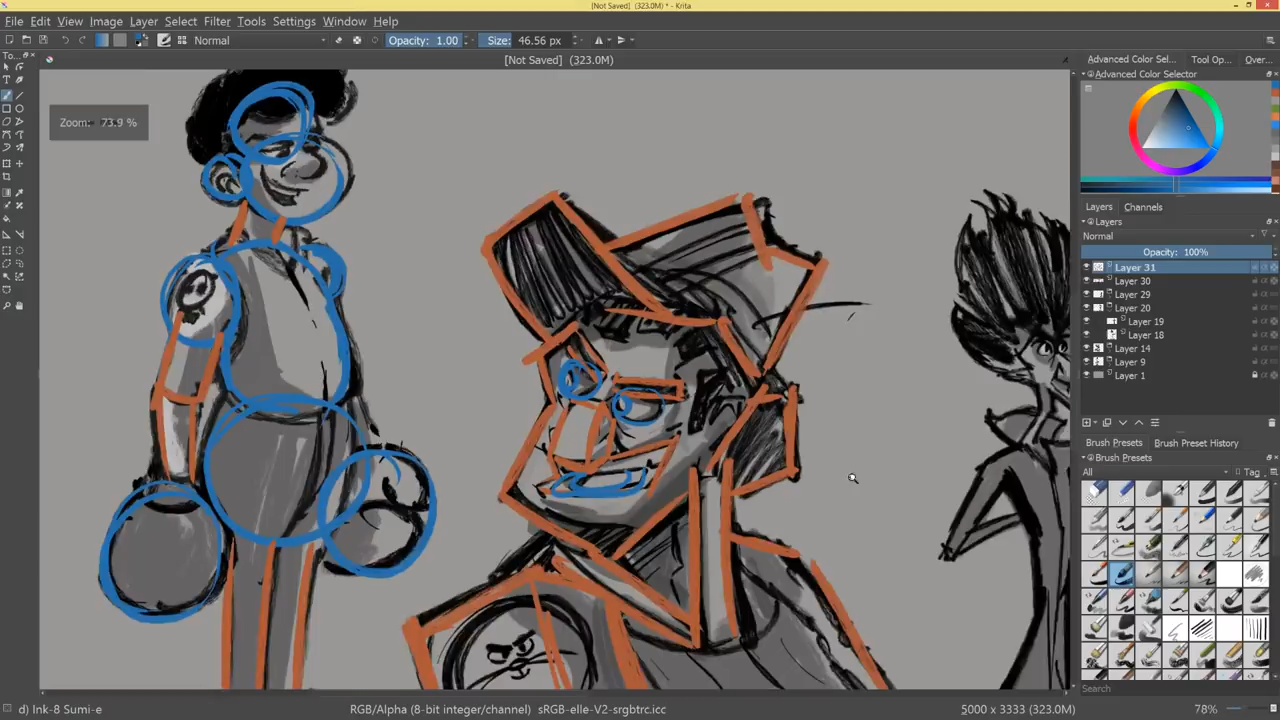 [Not Saved] (323.0M) * - Krita
File Edit View Image Layer Select Filter Tools Settings Window Help
Normal Opacity: 1.00 Size: 46.56 px
To... [Not Saved] (323.0M) Advanced Color Sel... Tool Op... Over...
Advanced Color Selector
Zoom: 73.9 %
Layers Channels
Layers
Normal
Opacity: 100%
Layer 31
Layer 30
Layer 29
Layer 20
Layer 19
Layer 18
Layer 14
Layer 9
Layer 1
Brush Presets Brush Preset History
Brush Presets
All Tag
Search
d) Ink-8 Sumi-e RGB/Alpha (8-bit integer/channel) sRGB-elle-V2-srgbtrc.icc 5000 x 3333 (323.0M) 78%